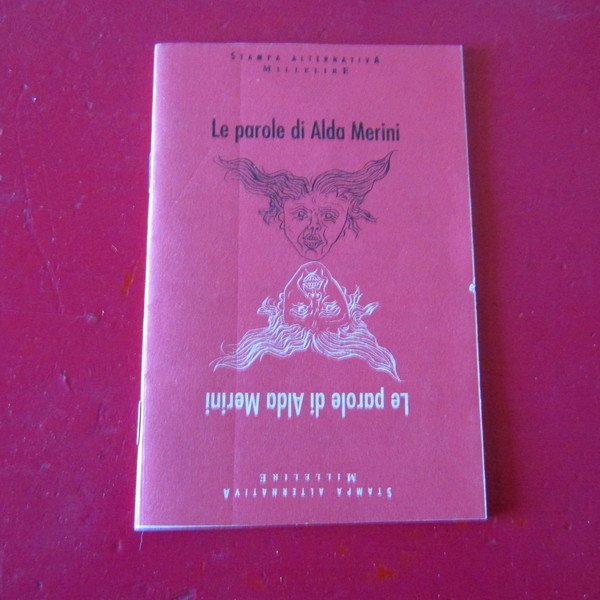 STAMPA ALTERNATIVA
MILLELIRE
Le parole di Alda Merini
Le parole di Alda Merini
MILLELIRE
STAMPA ALTERNATIVA